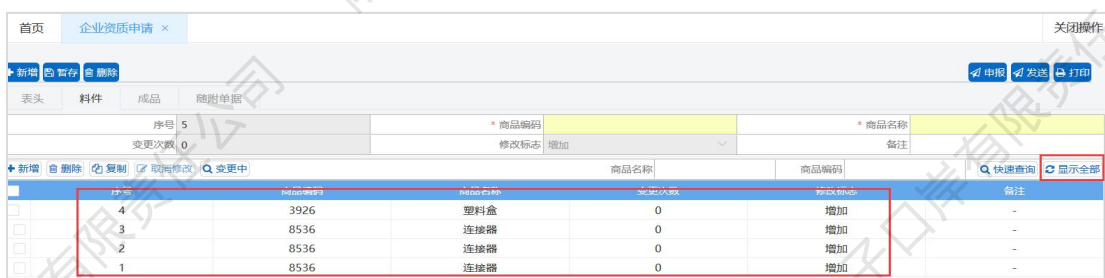 首页 企业资质申请 × 关闭操作
新增 暂存 删除 申报 发送 打印
表头 料件 成品 随附单据
序号 5 * 商品编码 * 商品名称
变更次数 0 修改标志 增加 备注
新增 删除 复制 取消修改 变更中 商品名称 商品编码 快速查询 显示全部
序号 商品编码 商品名称 变更次数 修改标志 备注
4 3926 塑料盒 0 增加 -
3 8536 连接器 0 增加 -
2 8536 连接器 0 增加 -
1 8536 连接器 0 增加 -